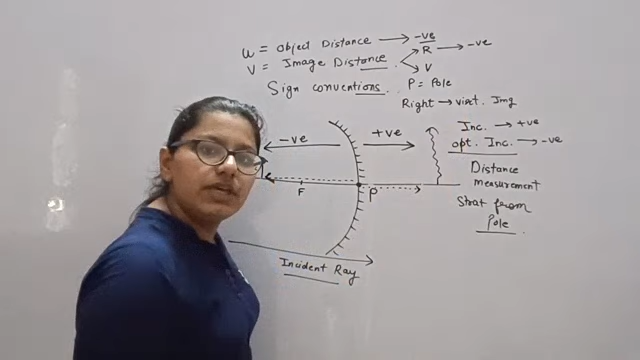 u = Object Distance → -ve
v = Image Distance R → -ve
V
Sign conventions. P = Pole
Right → virt. Img
-ve +ve
Inc. → +ve
opt. Inc. → -ve
Distance
measurement
strat from
Pole
F P
Incident Ray